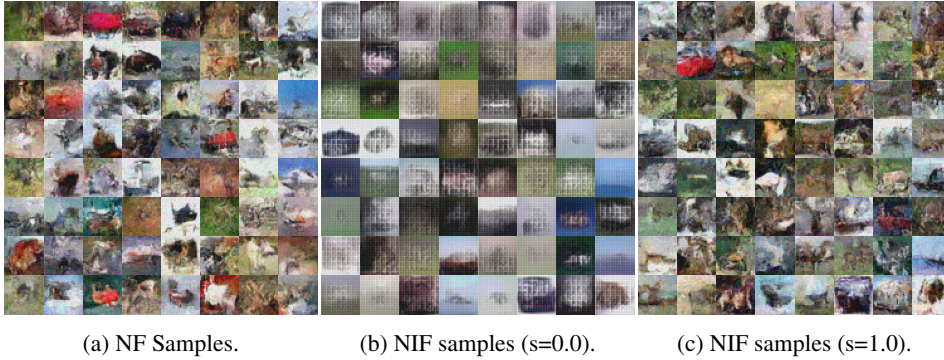 (a) NF Samples.
(b) NIF samples (s=0.0).
(c) NIF samples (s=1.0).